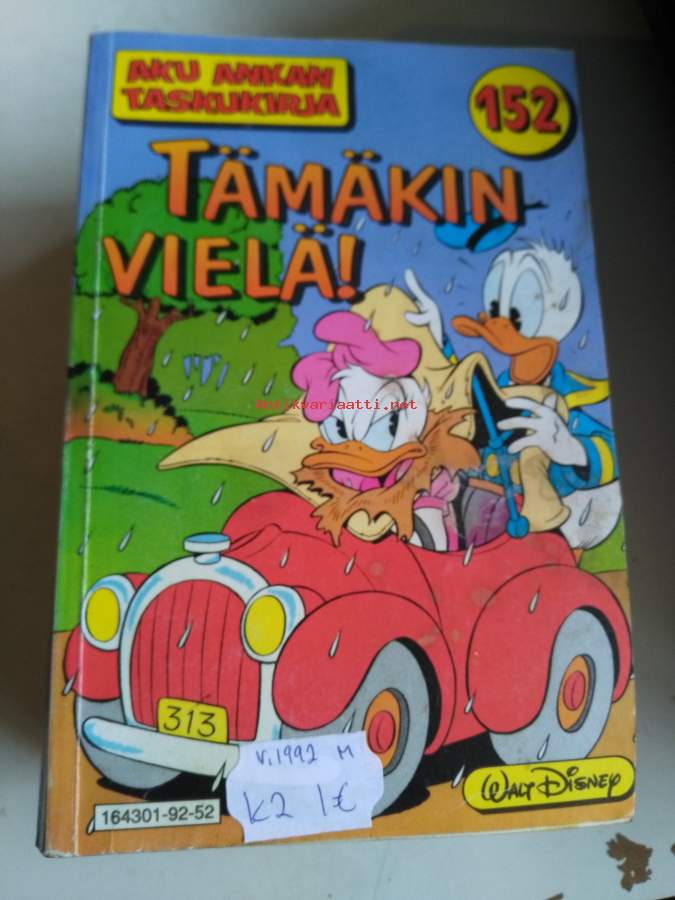 AKU ANKAN
TASKUKIRJA
152
TÄMÄKIN
VIELÄ!
Antikvariaatti.net
313
V.1992 M
K2 1€
WALT DISNEY
164301-92-52